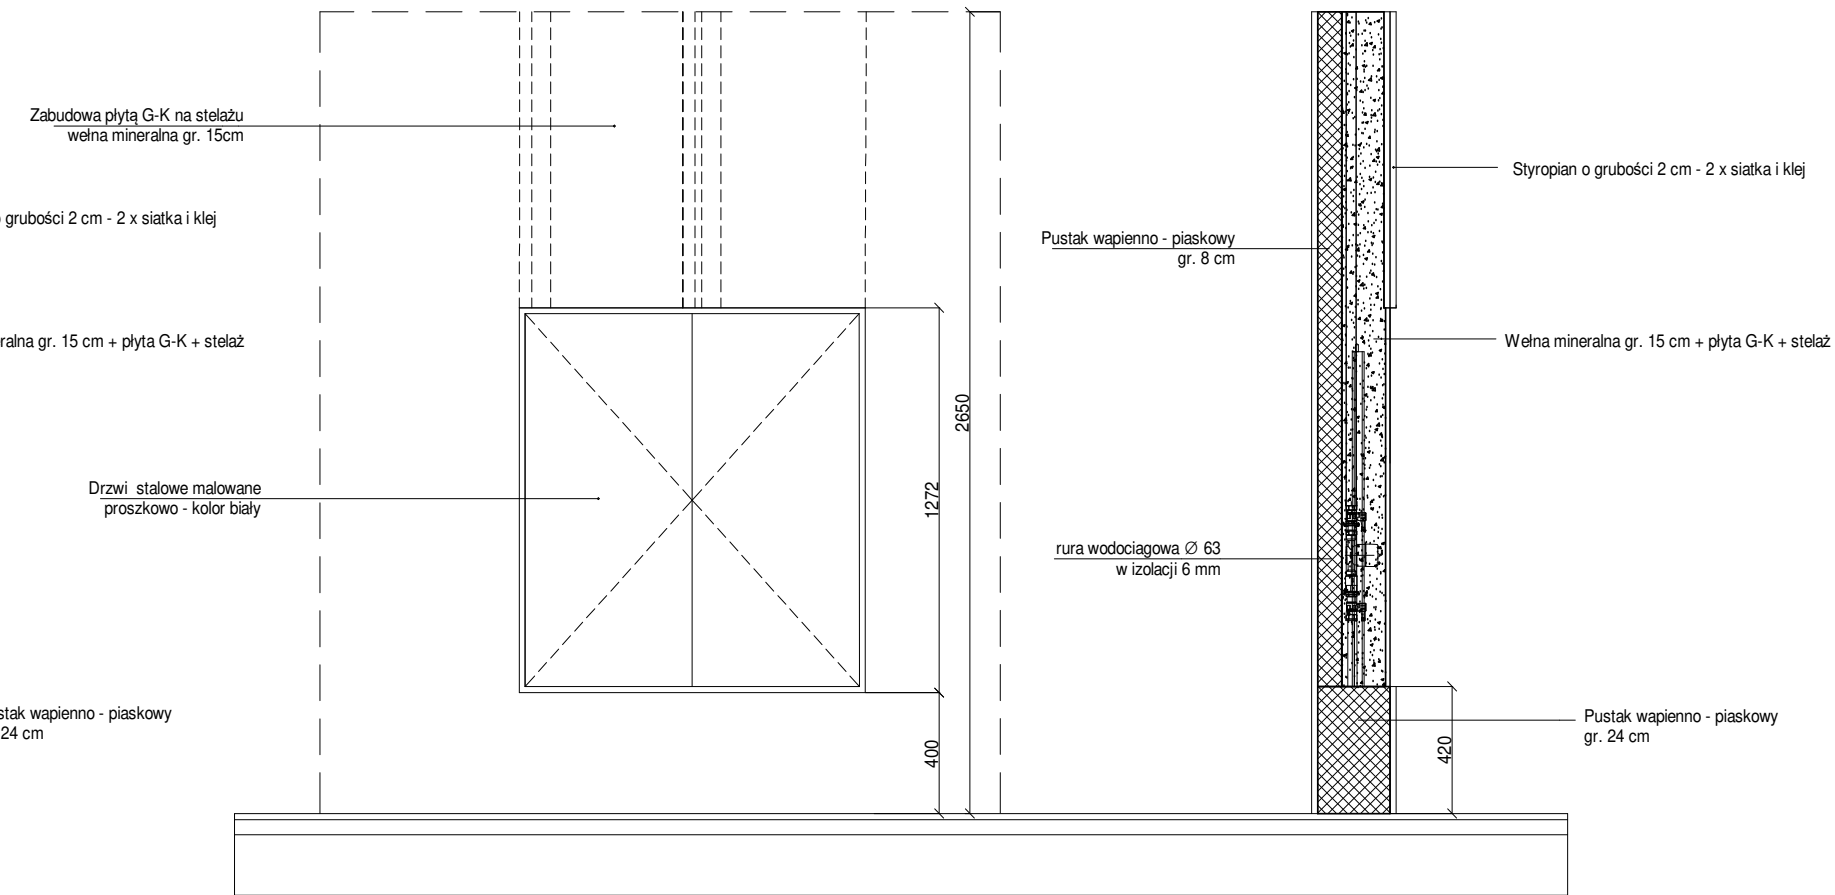 Zabudowa płytą G-K na stelażu
wełna mineralna gr. 15cm
grubości 2 cm - 2 x siatka i klej
gr. 15 cm + płyta G-K + stelaż
Drzwi stalowe malowane
proszkowo - kolor biały
wapienno - piaskowy
24 cm
2650
1272
400
Pustak wapienno - piaskowy
gr. 8 cm
rura wodociagowa Ø 63
w izolacji 6 mm
Styropian o grubości 2 cm - 2 x siatka i klej
Wełna mineralna gr. 15 cm + płyta G-K + stelaż
Pustak wapienno - piaskowy
gr. 24 cm
420